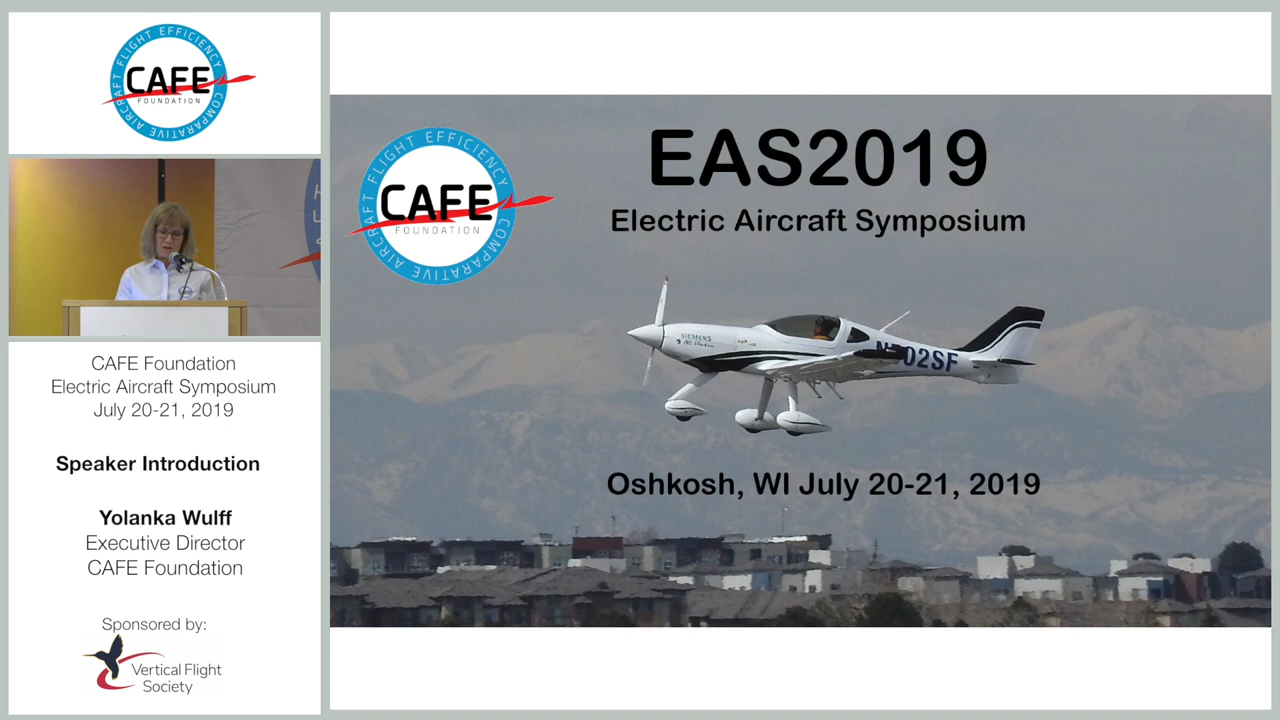 AIRCRAFT FLIGHT EFFICIENCY
CAFE
FOUNDATION
COMPARATIVE
CAFE Foundation
Electric Aircraft Symposium
July 20-21, 2019
Speaker Introduction
Yolanka Wulff
Executive Director
CAFE Foundation
Sponsored by:
Vertical Flight
Society
EAS2019
Electric Aircraft Symposium
AIRCRAFT FLIGHT EFFICIENCY
CAFE
FOUNDATION
COMPARATIVE
SIEMENS
02SF
Oshkosh, WI July 20-21, 2019